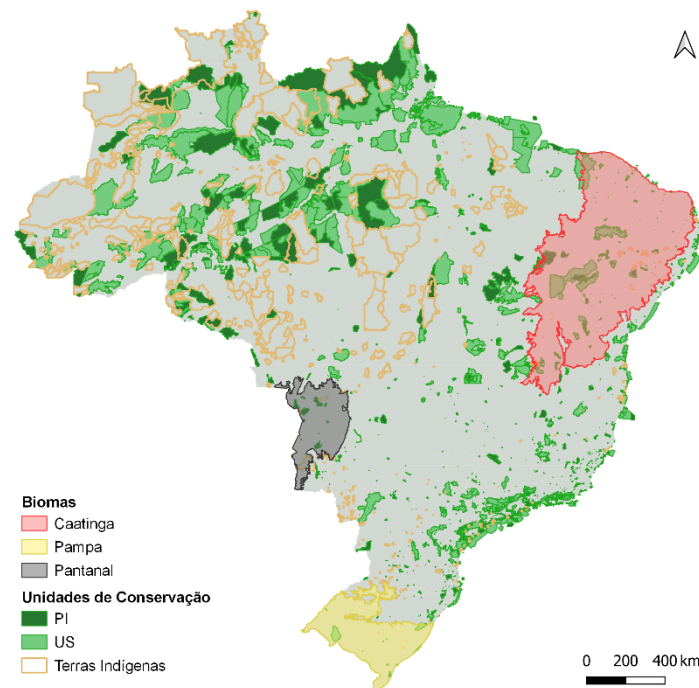 Biomas
Caatinga
Pampa
Pantanal
Unidades de Conservação
PI
US
Terras Indígenas
0 200 400 km